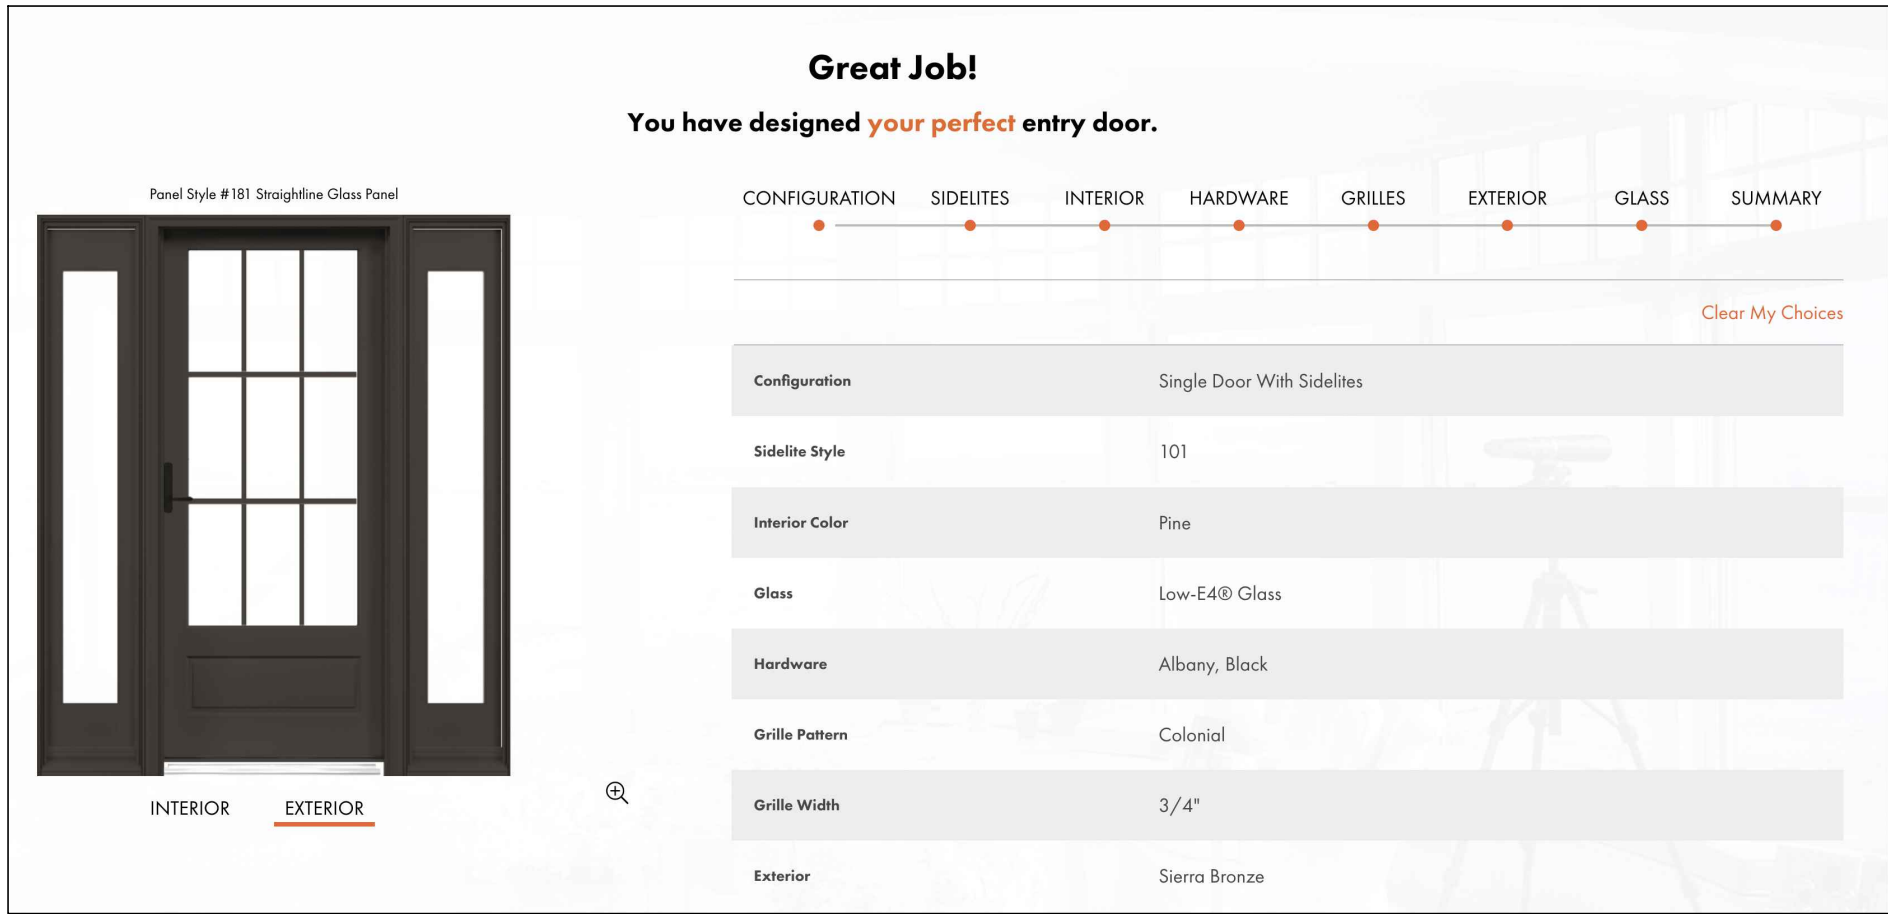 Great Job!
You have designed your perfect entry door.
Panel Style #181 Straightline Glass Panel
INTERIOR EXTERIOR
CONFIGURATION SIDELITES INTERIOR HARDWARE GRILLES EXTERIOR GLASS SUMMARY
Clear My Choices
Configuration Single Door With Sidelites
Sidelite Style 101
Interior Color Pine
Glass Low-E4® Glass
Hardware Albany, Black
Grille Pattern Colonial
Grille Width 3/4"
Exterior Sierra Bronze